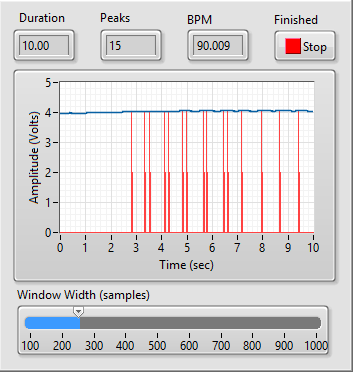 Duration Peaks BPM Finished
10.00 15 90.009 Stop
5
4
3
2
1
0
Amplitude (Volts)
0 1 2 3 4 5 6 7 8 9 10
Time (sec)
Window Width (samples)
100 200 300 400 500 600 700 800 900 1000